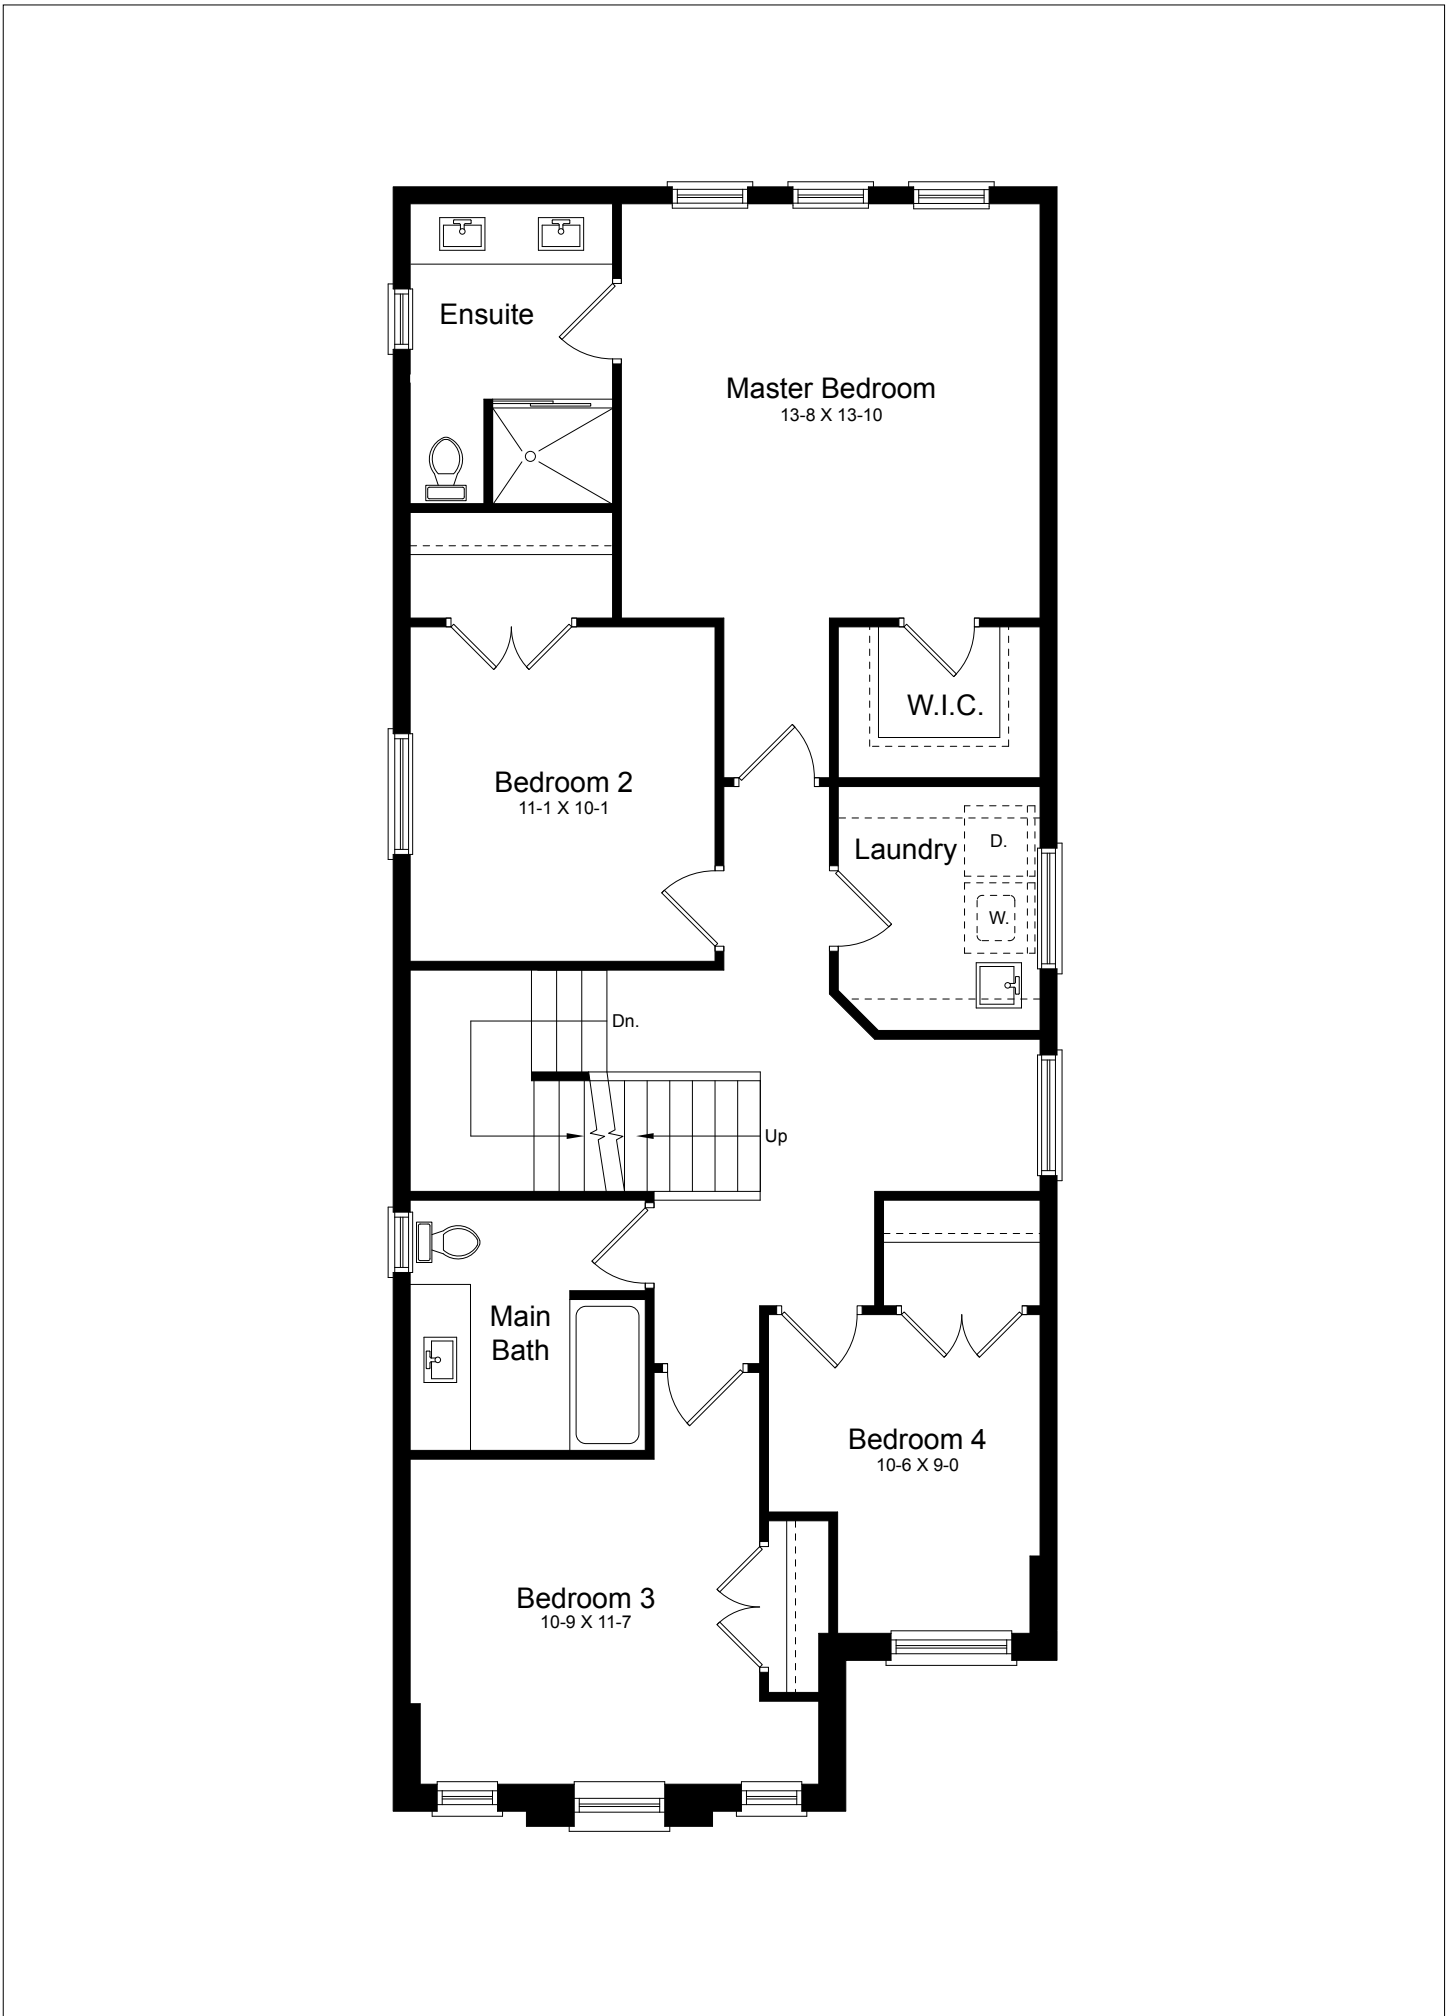 Ensuite
Master Bedroom
13-8 X 13-10
W.I.C.
Bedroom 2
11-1 X 10-1
Laundry
D.
W.
Dn.
Up
Main
Bath
Bedroom 4
10-6 X 9-0
Bedroom 3
10-9 X 11-7